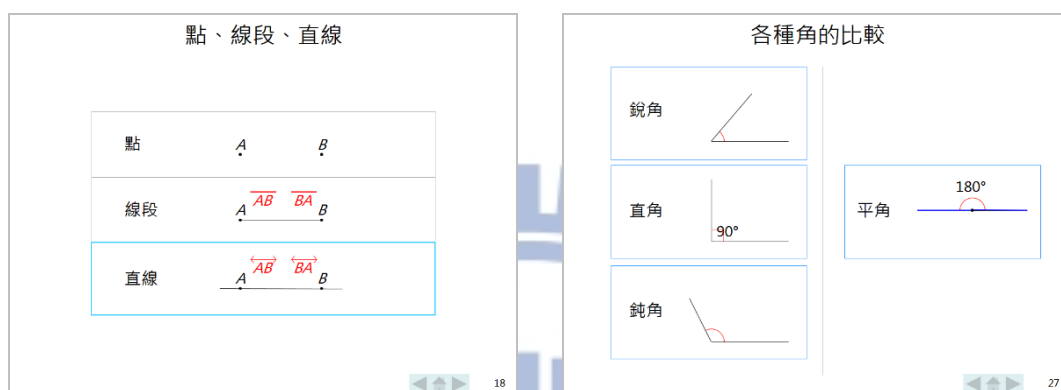 點、線段、直線
點 A B
線段 A AB BA B
直線 A AB BA B
18
各種角的比較
銳角
直角 90°
鈍角
平角 180°
27